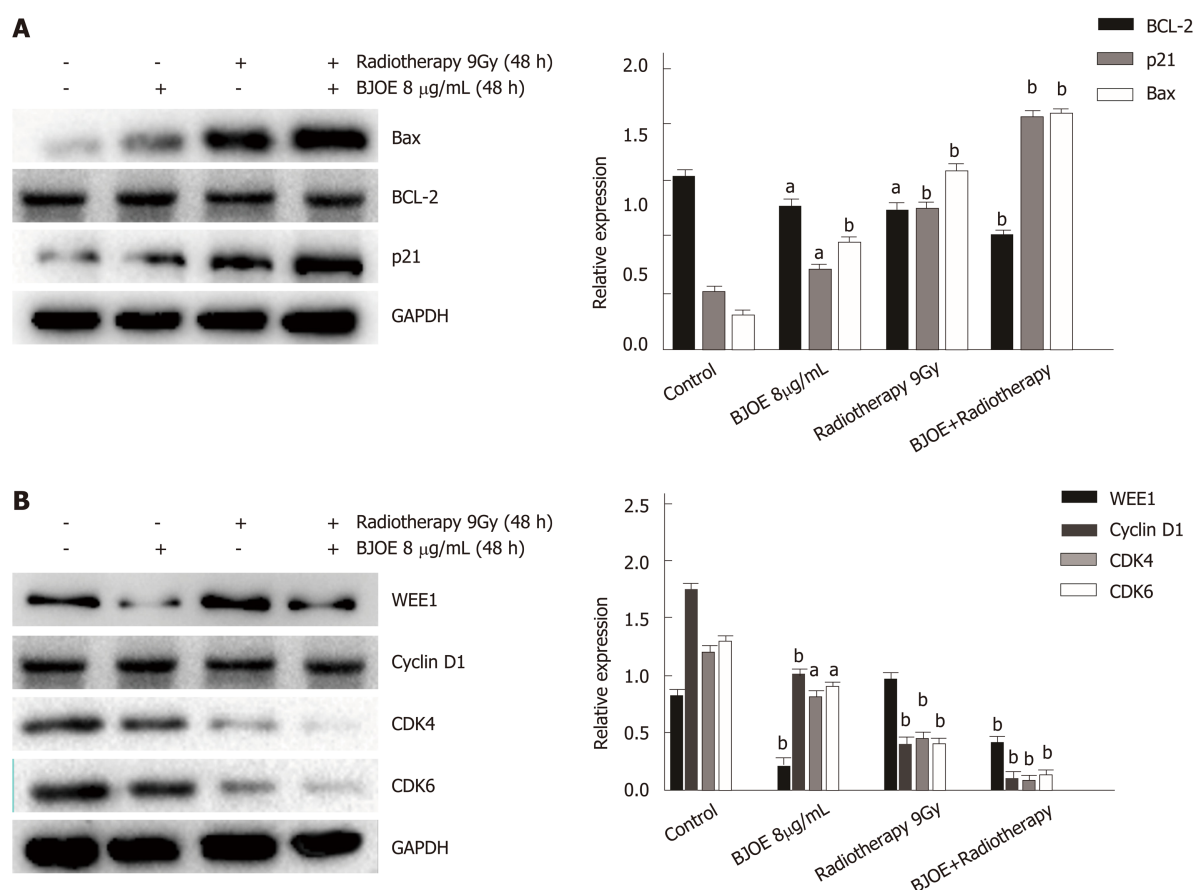 A
- - + + Radiotherapy 9Gy (48 h)
- + - + BJOE 8 μg/mL (48 h)
Bax
BCL-2
p21
GAPDH
BCL-2
p21
Bax
Relative expression
2.0
1.5
1.0
0.5
0.0
a
a
b
a
b
b
b
b
b
Control
BJOE 8μg/mL
Radiotherapy 9Gy
BJOE+Radiotherapy
B
- - + + Radiotherapy 9Gy (48 h)
- + - + BJOE 8 μg/mL (48 h)
WEE1
Cyclin D1
CDK4
CDK6
GAPDH
WEE1
Cyclin D1
CDK4
CDK6
Relative expression
2.5
2.0
1.5
1.0
0.5
0.0
b
b
a
a
b
b
b
b
b
b
b
Control
BJOE 8μg/mL
Radiotherapy 9Gy
BJOE+Radiotherapy